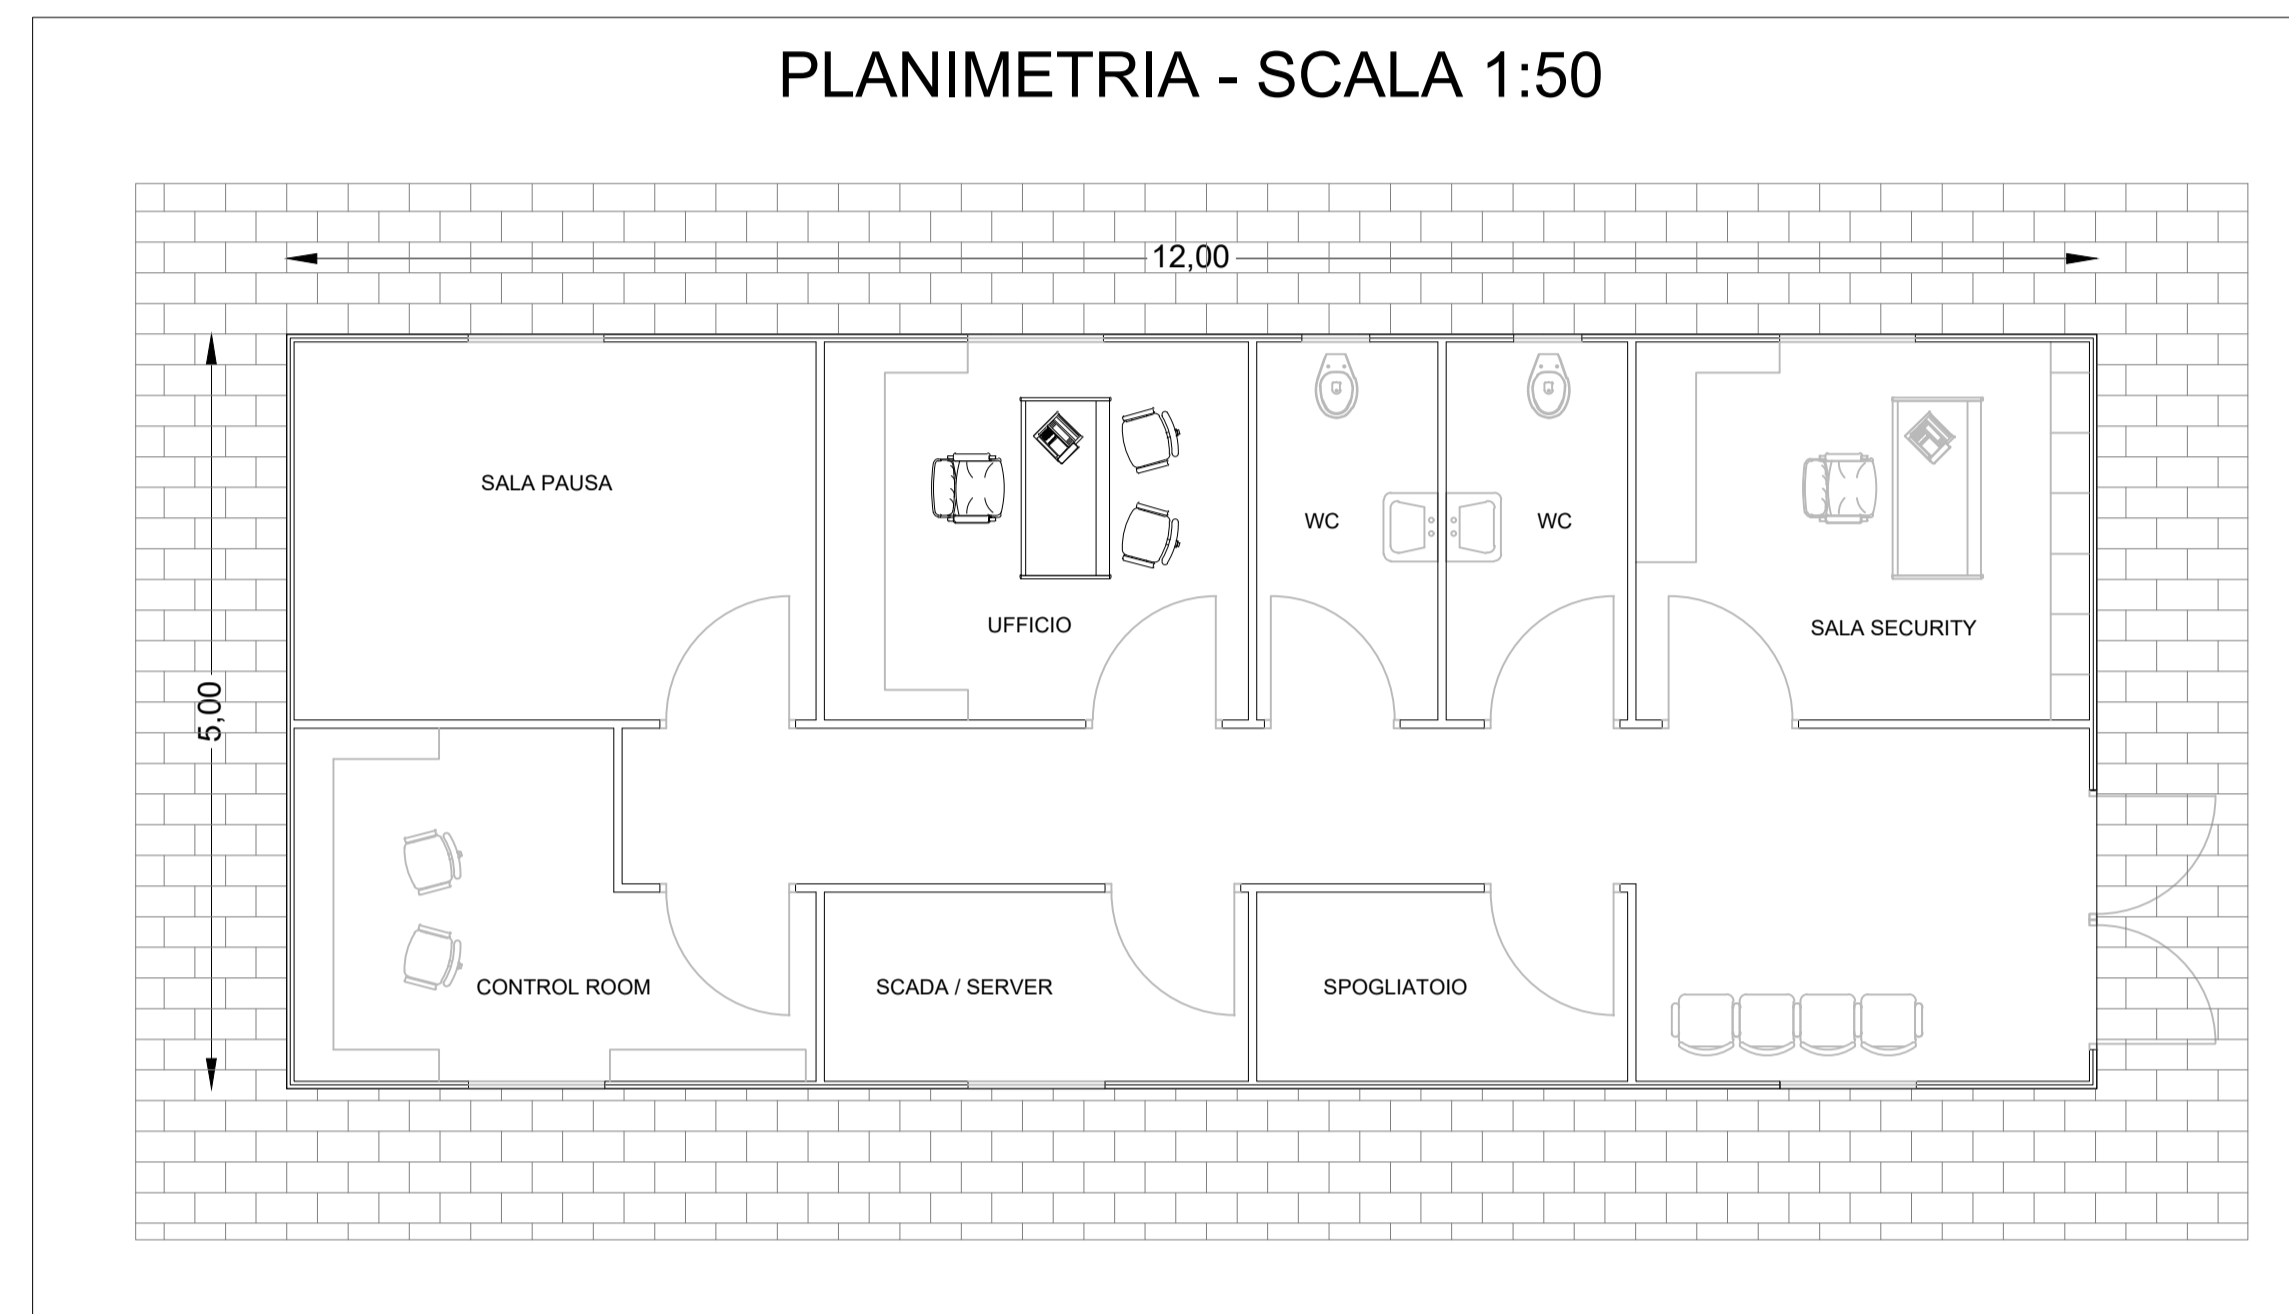 PLANIMETRIA - SCALA 1:50
12,00
5,00
SALA PAUSA
UFFICIO
WC
WC
SALA SECURITY
CONTROL ROOM
SCADA / SERVER
SPOGLIATOIO